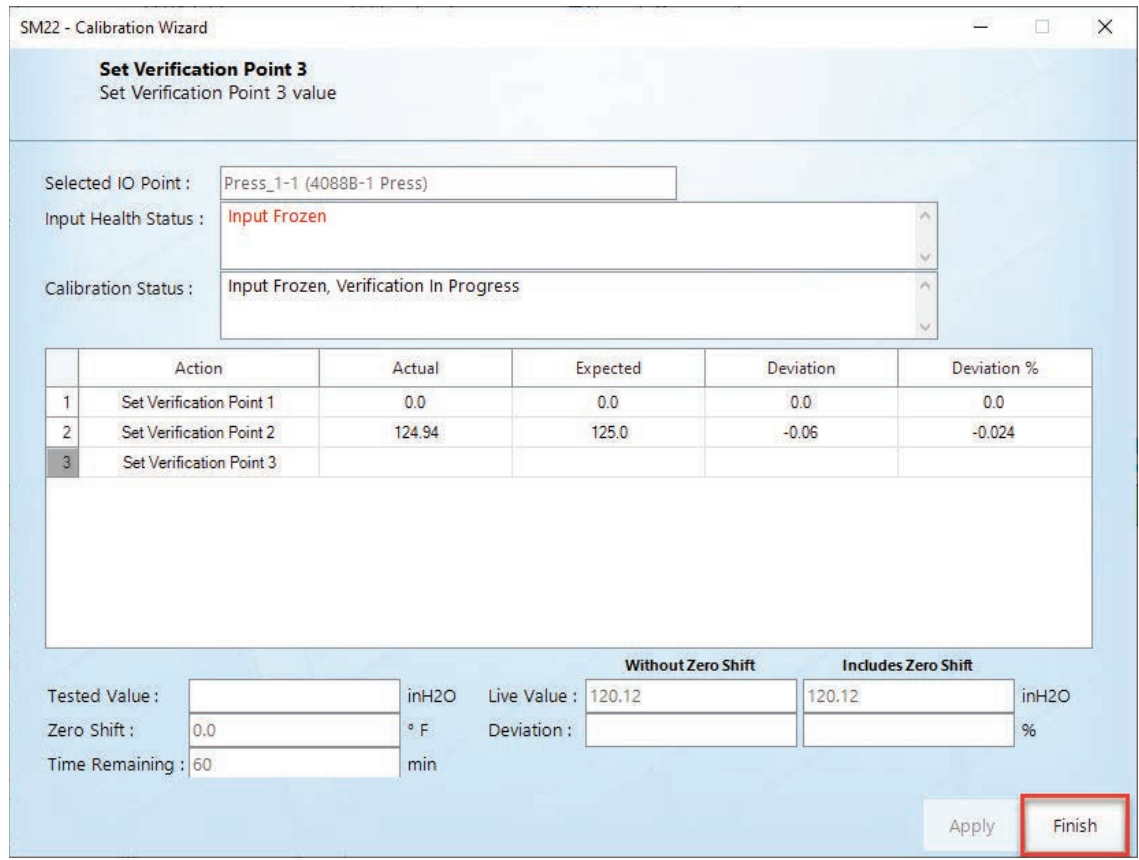 SM22 - Calibration Wizard
Set Verification Point 3
Set Verification Point 3 value
Selected IO Point : Press_1-1 (4088B-1 Press)
Input Health Status : Input Frozen
Calibration Status : Input Frozen, Verification In Progress
Action Actual Expected Deviation Deviation %
1 Set Verification Point 1 0.0 0.0 0.0 0.0
2 Set Verification Point 2 124.94 125.0 -0.06 -0.024
3 Set Verification Point 3
Without Zero Shift Includes Zero Shift
Tested Value : inH2O Live Value : 120.12 120.12 inH2O
Zero Shift : 0.0 ° F Deviation : %
Time Remaining : 60 min
Apply Finish